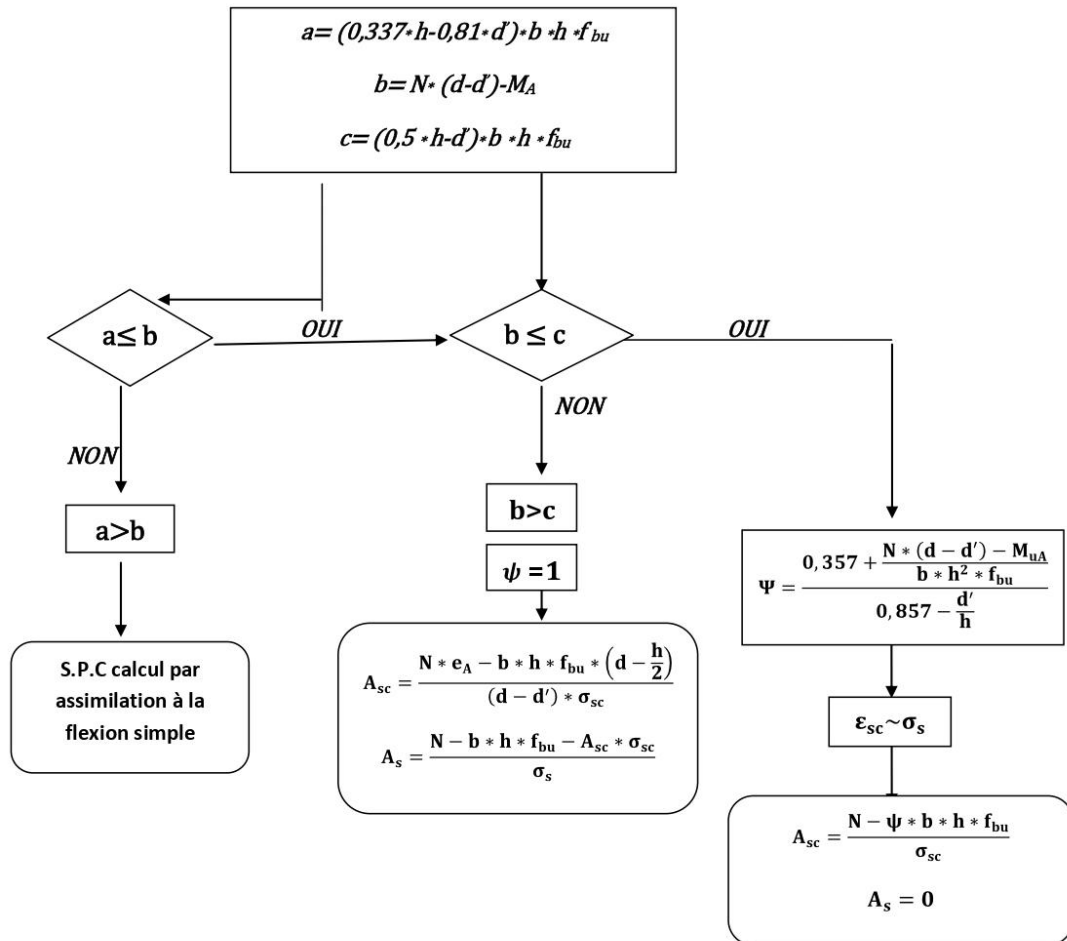 a= (0,337*h-0,81*d')*b*h*f_bu
b= N* (d-d')-M_A
c= (0,5*h-d')*b*h*f_bu
a≤ b
OUI
b ≤ c
OUI
NON
NON
a>b
b>c
ψ =1
S.P.C calcul par
assimilation à la
flexion simple
A_sc = (N * e_A − b * h * f_bu * (d − h/2)) / ((d − d′) * σ_sc)
A_s = (N − b * h * f_bu − A_sc * σ_sc) / σ_s
Ψ = (0,357 + (N * (d − d′) − M_uA) / (b * h² * f_bu)) / (0,857 − d′/h)
ε_sc~σ_s
A_sc = (N − ψ * b * h * f_bu) / σ_sc
A_s = 0